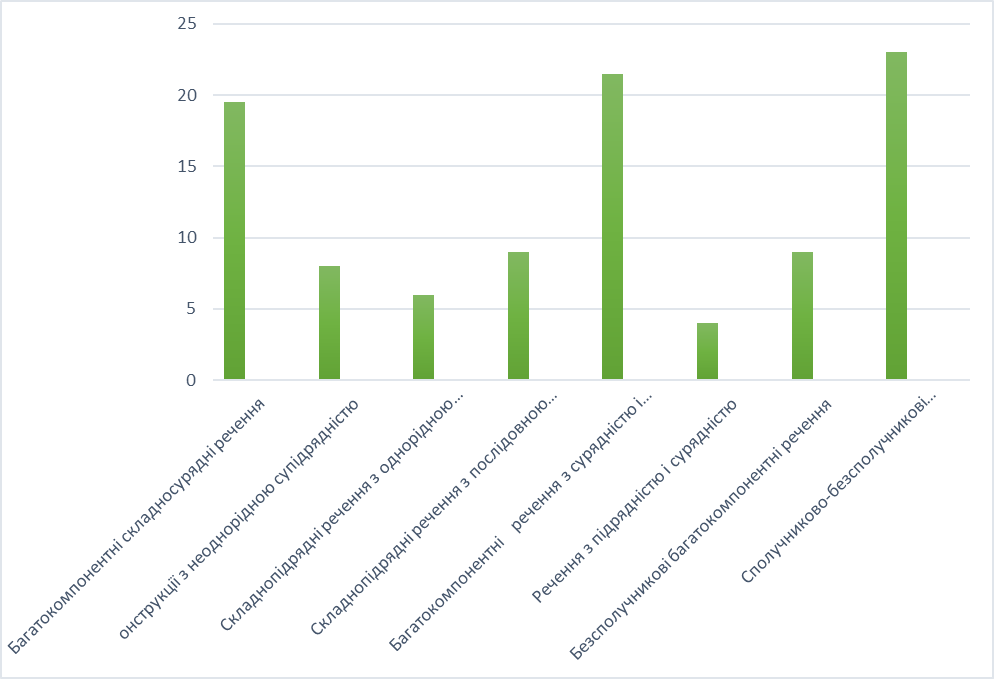 25
20
15
10
5
0
Багатокомпонентні складносурядні речення
онструкції з неоднорідною супідрядністю
Складнопідрядні речення з однорідною...
Складнопідрядні речення з послідовною...
Багатокомпонентні речення з сурядністю і...
Речення з підрядністю і сурядністю
Безсполучникові багатокомпонентні речення
Сполучниково-безсполучникові...